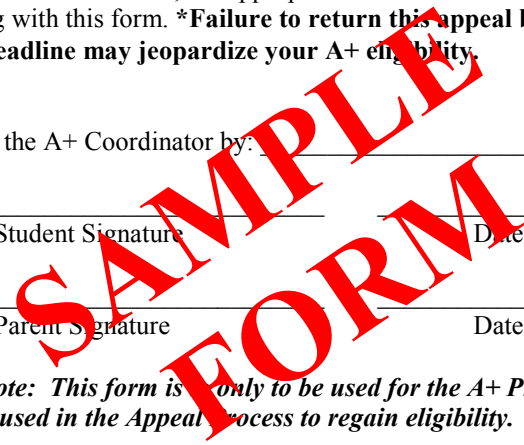 g with this form. *Failure to return this appeal b
eadline may jeopardize your A+ eligibility.
the A+ Coordinator by:
Student Signature Date
Parent Signature Date
ote: This form is only to be used for the A+ P
used in the Appeal Process to regain eligibility.
SAMPLE
FORM